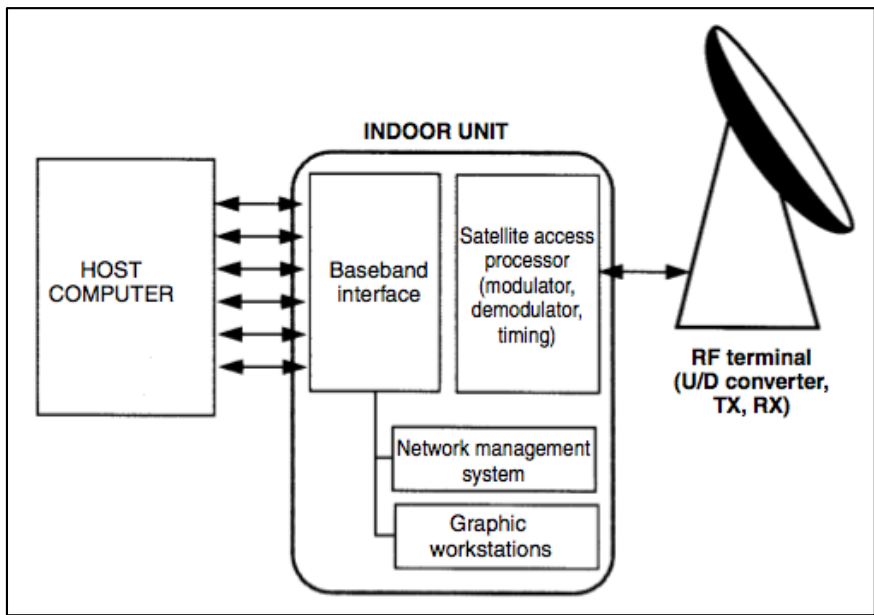 INDOOR UNIT
HOST
COMPUTER
Baseband
interface
Satellite access
processor
(modulator,
demodulator,
timing)
Network management
system
Graphic
workstations
RF terminal
(U/D converter,
TX, RX)